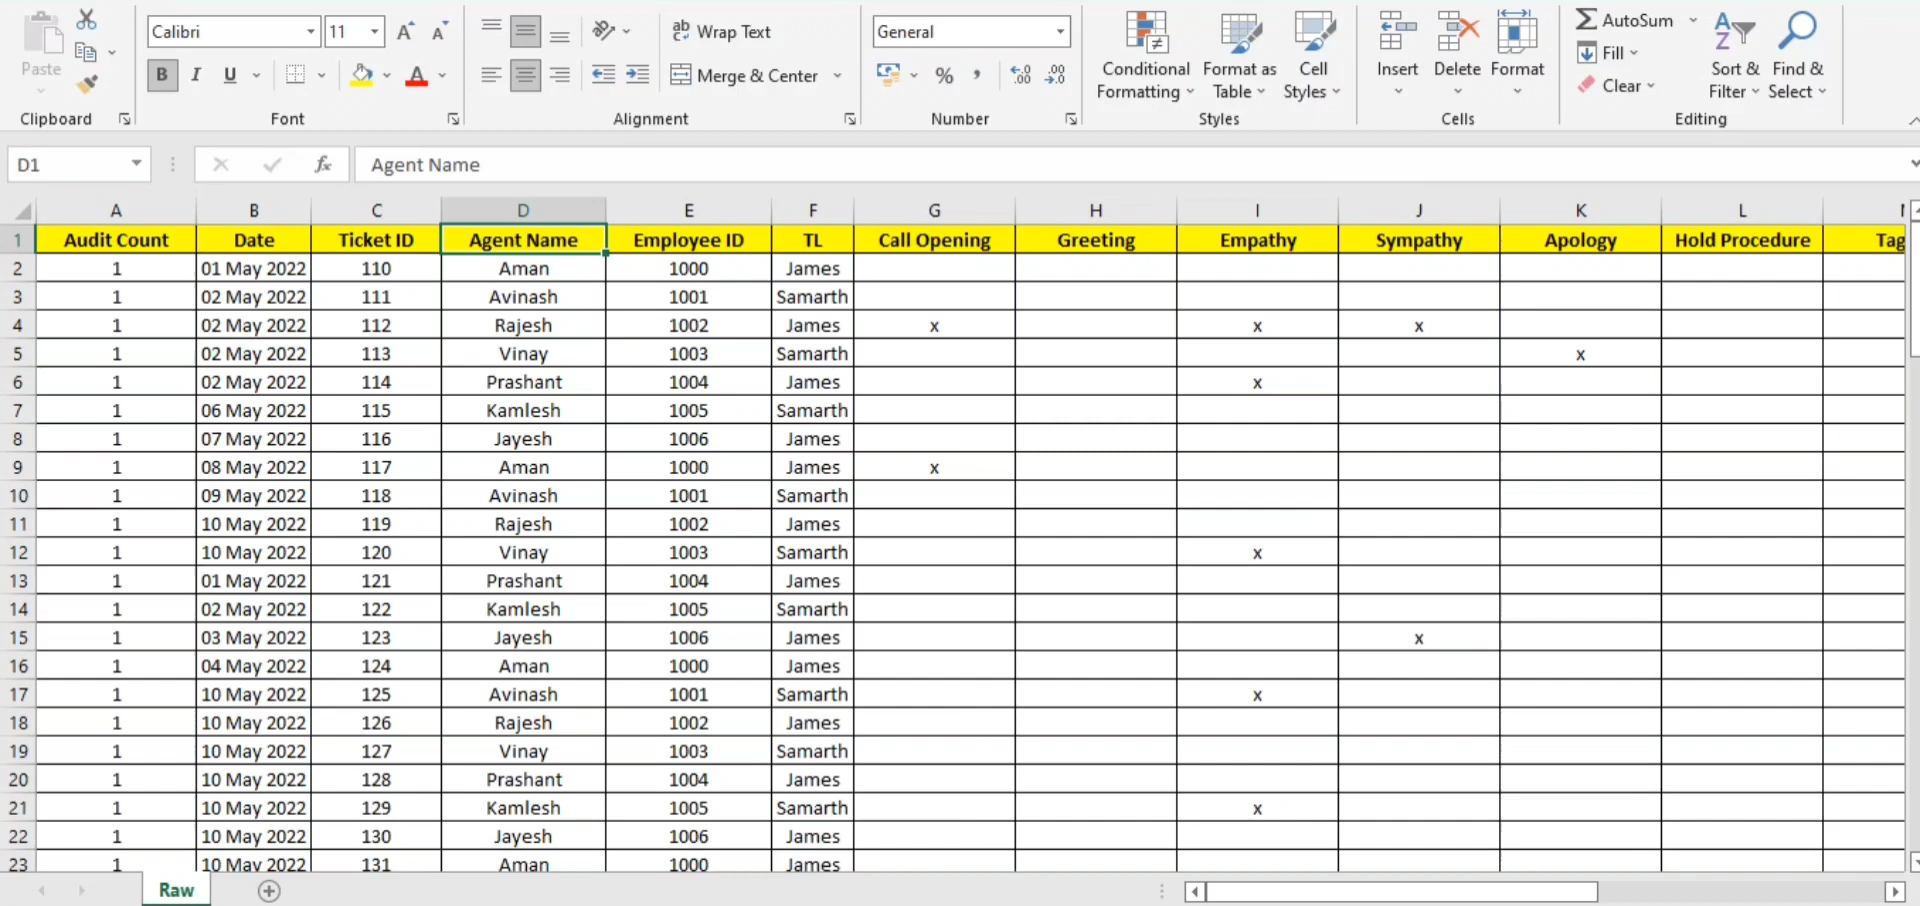 Calibri 11 Wrap Text General AutoSum
Paste B I U Merge & Center % , Conditional Formatting Format as Table Cell Styles Insert Delete Format Fill Clear Sort & Filter Find & Select
Clipboard Font Alignment Number Styles Cells Editing
D1 fx Agent Name
A B C D E F G H I J K L
1 Audit Count Date Ticket ID Agent Name Employee ID TL Call Opening Greeting Empathy Sympathy Apology Hold Procedure Tag
2 1 01 May 2022 110 Aman 1000 James
3 1 02 May 2022 111 Avinash 1001 Samarth
4 1 02 May 2022 112 Rajesh 1002 James x x x
5 1 02 May 2022 113 Vinay 1003 Samarth x
6 1 02 May 2022 114 Prashant 1004 James x
7 1 06 May 2022 115 Kamlesh 1005 Samarth
8 1 07 May 2022 116 Jayesh 1006 James
9 1 08 May 2022 117 Aman 1000 James x
10 1 09 May 2022 118 Avinash 1001 Samarth
11 1 10 May 2022 119 Rajesh 1002 James
12 1 10 May 2022 120 Vinay 1003 Samarth x
13 1 01 May 2022 121 Prashant 1004 James
14 1 02 May 2022 122 Kamlesh 1005 Samarth
15 1 03 May 2022 123 Jayesh 1006 James x
16 1 04 May 2022 124 Aman 1000 James
17 1 10 May 2022 125 Avinash 1001 Samarth x
18 1 10 May 2022 126 Rajesh 1002 James
19 1 10 May 2022 127 Vinay 1003 Samarth
20 1 10 May 2022 128 Prashant 1004 James
21 1 10 May 2022 129 Kamlesh 1005 Samarth x
22 1 10 May 2022 130 Jayesh 1006 James
23 1 10 May 2022 131 Aman 1000 James
Raw